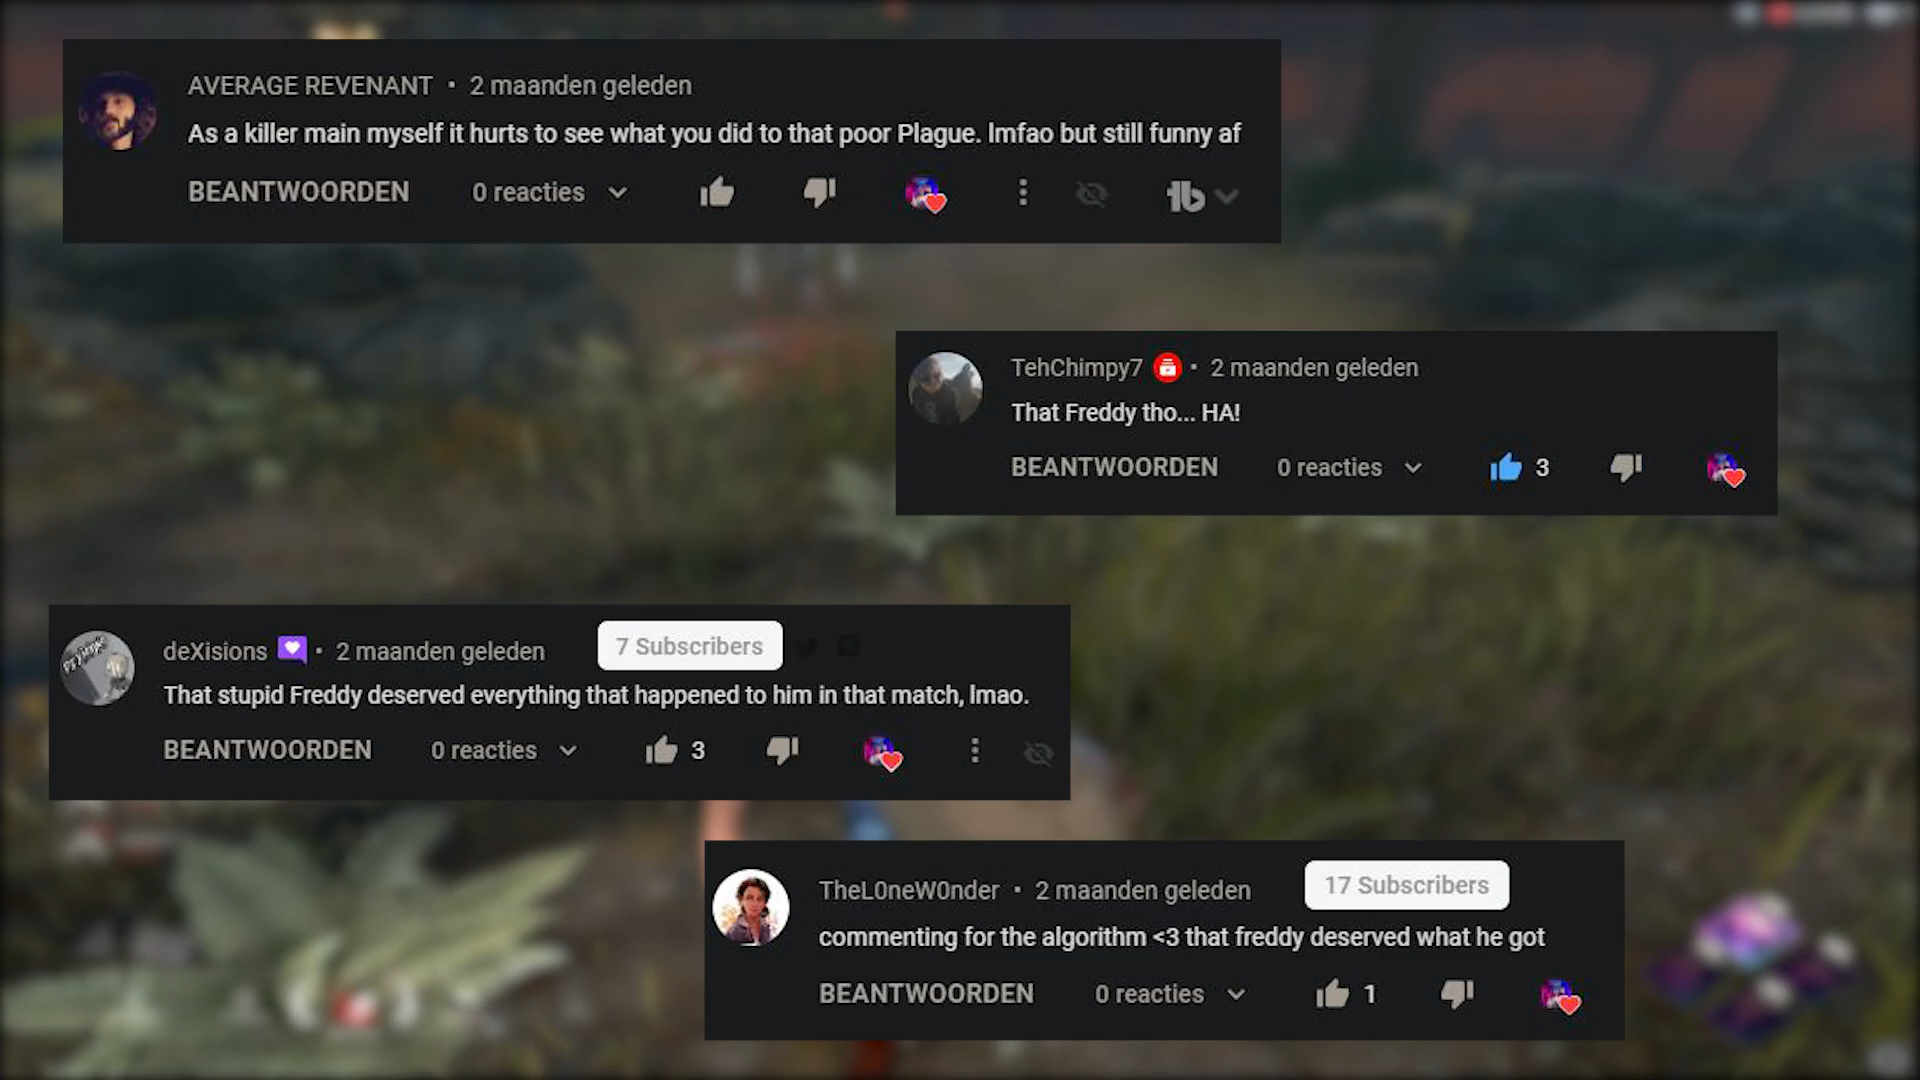 AVERAGE REVENANT • 2 maanden geleden
As a killer main myself it hurts to see what you did to that poor Plague. lmfao but still funny af
BEANTWOORDEN 0 reacties
TehChimpy7 • 2 maanden geleden
That Freddy tho... HA!
BEANTWOORDEN 0 reacties 3
deXisions • 2 maanden geleden 7 Subscribers
That stupid Freddy deserved everything that happened to him in that match, lmao.
BEANTWOORDEN 0 reacties 3
TheL0neW0nder • 2 maanden geleden 17 Subscribers
commenting for the algorithm <3 that freddy deserved what he got
BEANTWOORDEN 0 reacties 1